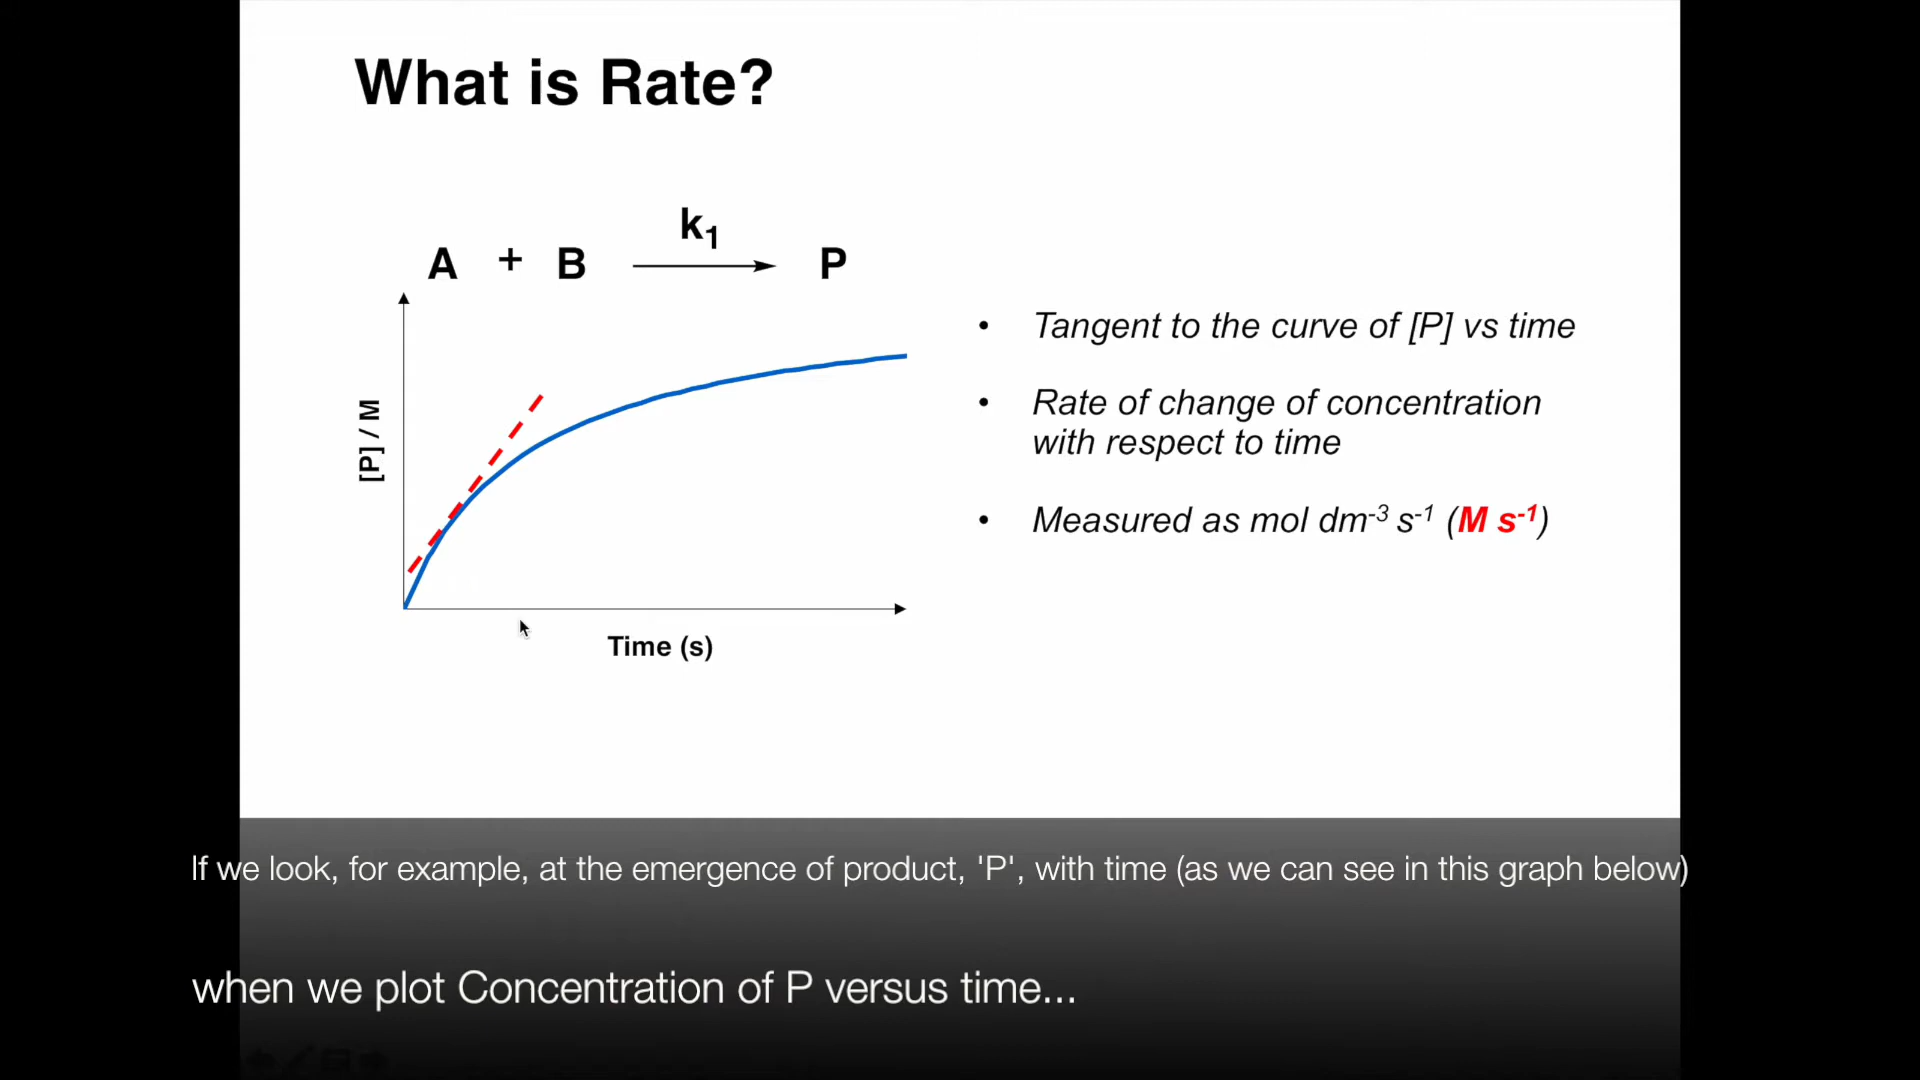 What is Rate?
k₁
A + B P
[P] / M
Time (s)
• Tangent to the curve of [P] vs time
• Rate of change of concentration
with respect to time
• Measured as mol dm⁻³ s⁻¹ (M s⁻¹)
If we look, for example, at the emergence of product, 'P', with time (as we can see in this graph below)
when we plot Concentration of P versus time...